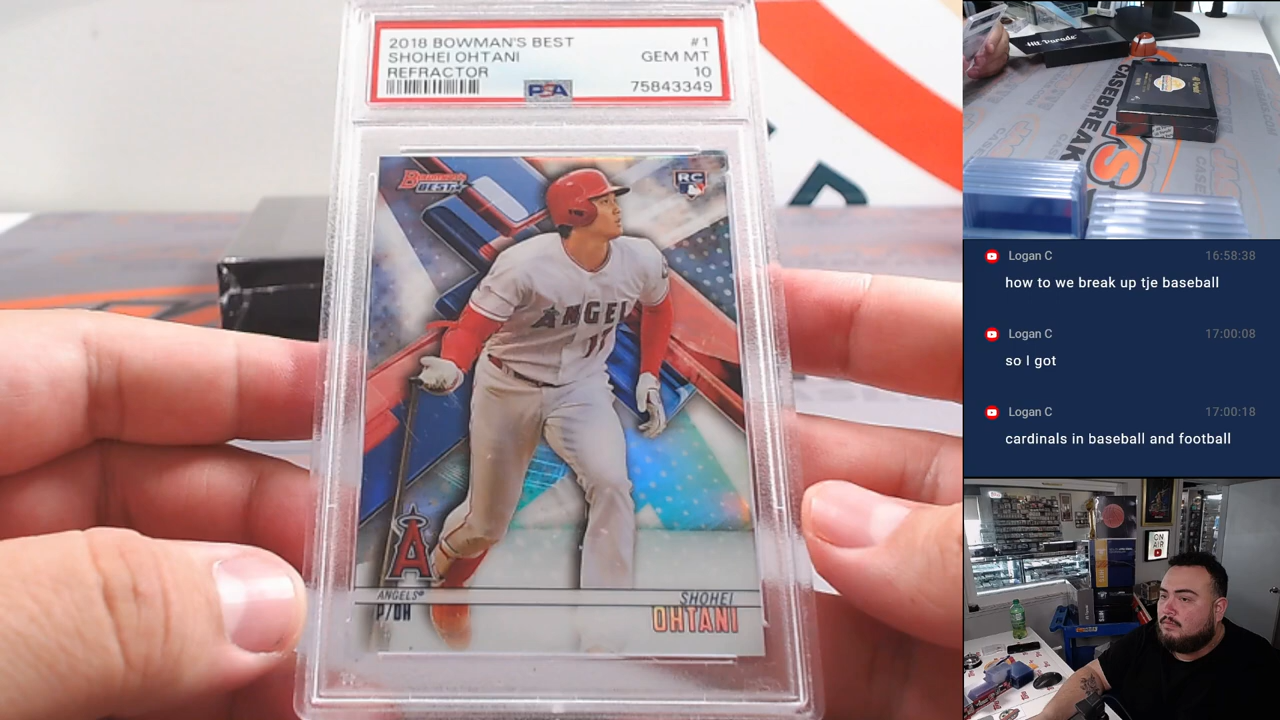 2018 BOWMAN'S BEST #1
SHOHEI OHTANI GEM MT
REFRACTOR 10
PSA 75843349
Bowman's
BEST
RC
ANGELS
A
ANGELS®
P/DH
SHOHEI
OHTANI
Hit Parade
CASEBREAKS
Logan C 16:58:38
how to we break up tje baseball
Logan C 17:00:08
so I got
Logan C 17:00:18
cardinals in baseball and football
ON
AIR